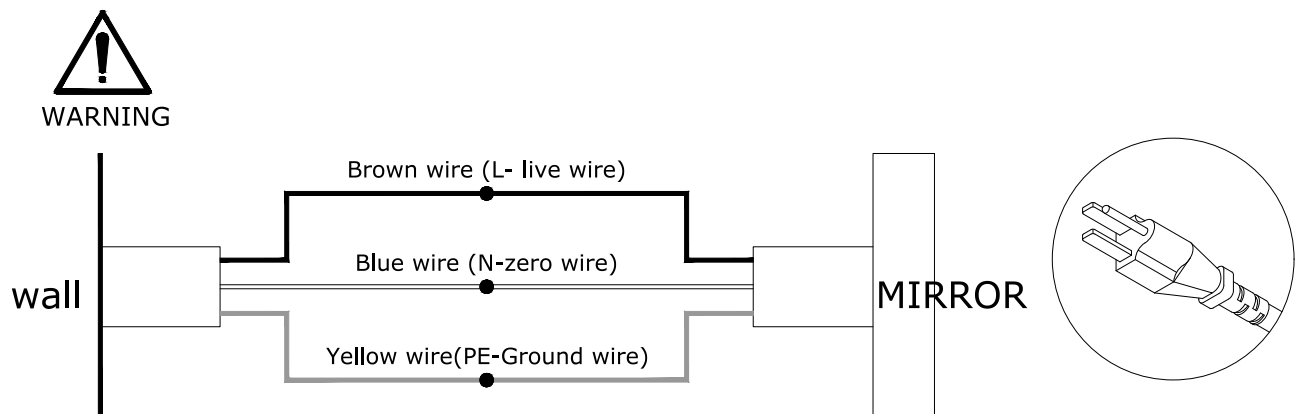 WARNING
Brown wire (L- live wire)
Blue wire (N-zero wire)
wall
MIRROR
Yellow wire(PE-Ground wire)